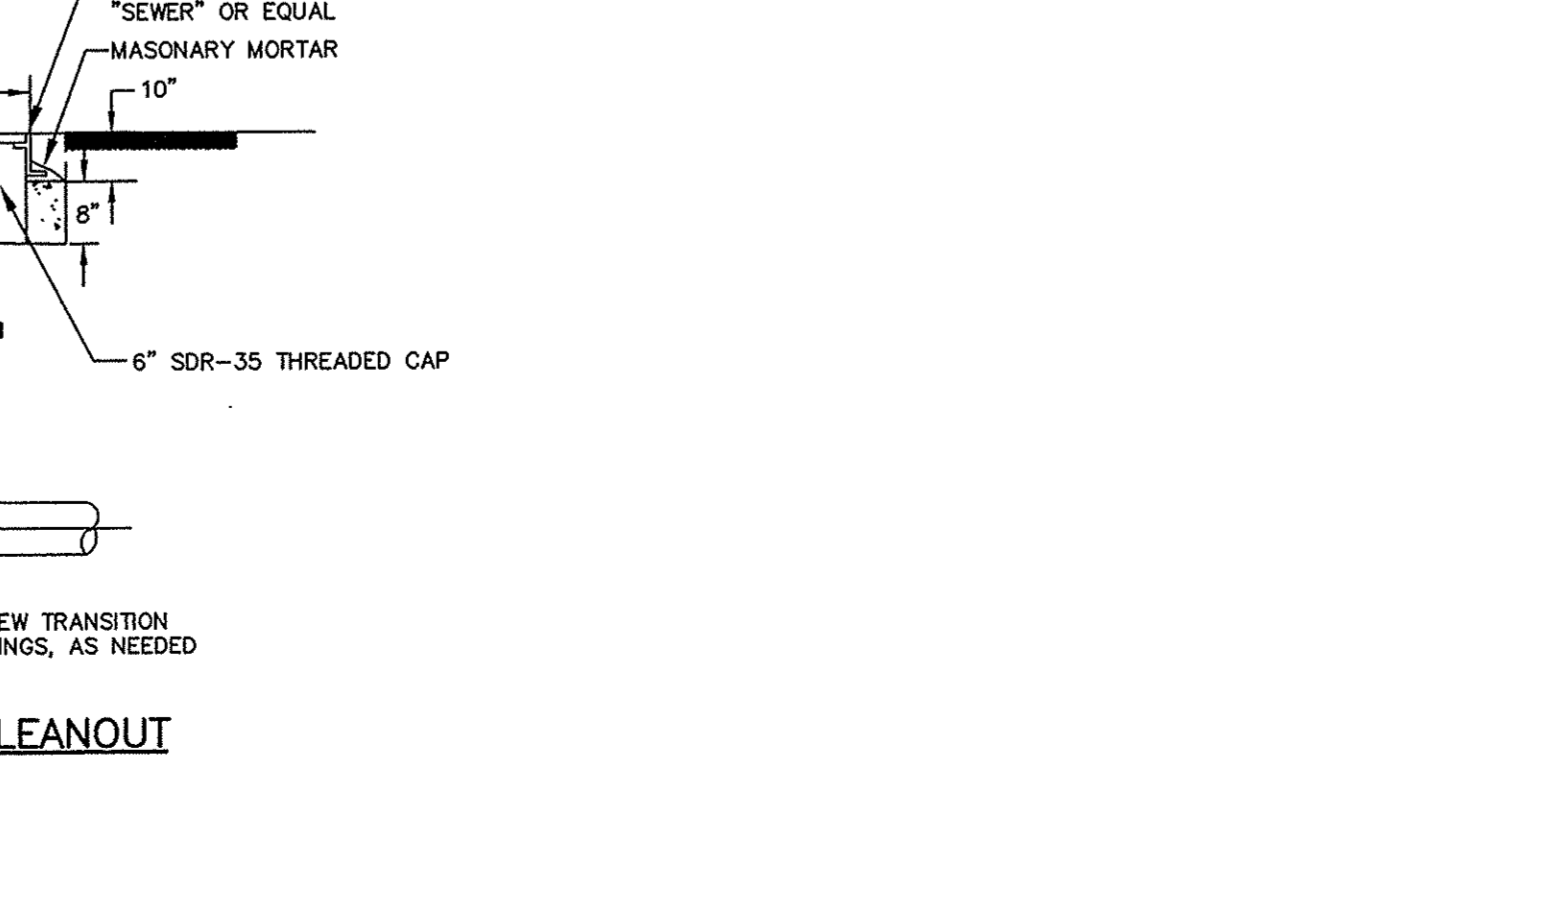 "SEWER" OR EQUAL
MASONARY MORTAR
10"
8"
6" SDR-35 THREADED CAP
EW TRANSITION
INGS, AS NEEDED
LEANOUT